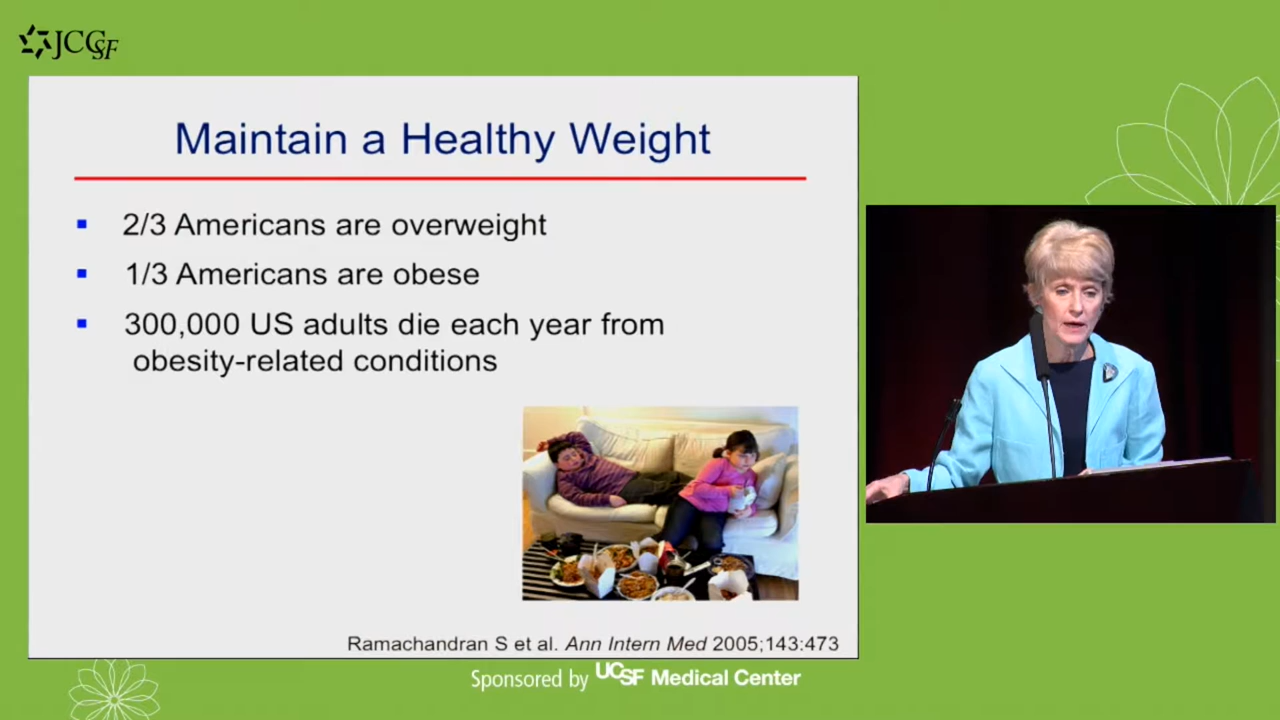 JCCSF
Maintain a Healthy Weight
2/3 Americans are overweight
1/3 Americans are obese
300,000 US adults die each year from
obesity-related conditions
Ramachandran S et al. Ann Intern Med 2005;143:473
Sponsored by UCSF Medical Center